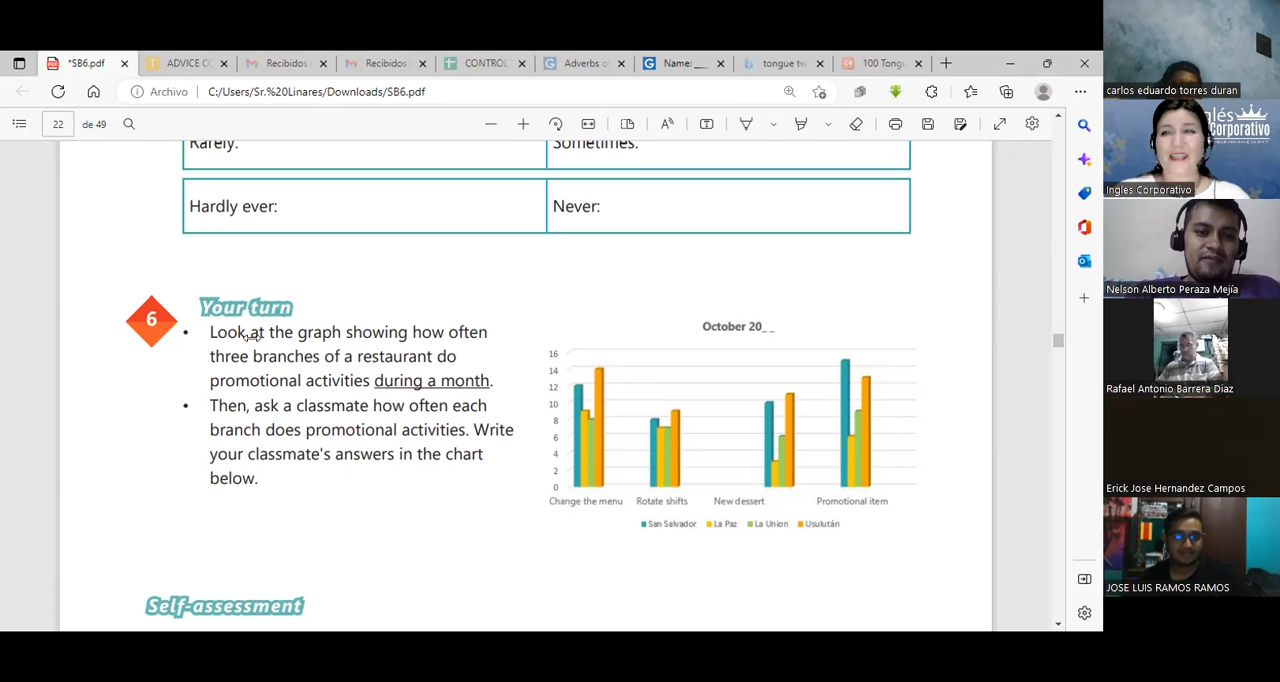 *SB6.pdf
ADVICE CC
Recibidos
Recibidos
CONTROL
Adverbs o
Name: ___
tongue tw
100 Tong
Archivo
C:/Users/Sr.%20Linares/Downloads/SB6.pdf
22
de 49
Rarely:
Sometimes:
Hardly ever:
Never:
6
Your turn
• Look at the graph showing how often
three branches of a restaurant do
promotional activities during a month.
• Then, ask a classmate how often each
branch does promotional activities. Write
your classmate's answers in the chart
below.
October 20_ _
16
14
12
10
8
6
4
2
0
Change the menu
Rotate shifts
New dessert
Promotional item
San Salvador
La Paz
La Union
Usulután
Self-assessment
carlos eduardo torres duran
Inglés
Corporativo
Ingles Corporativo
Nelson Alberto Peraza Mejía
Rafael Antonio Barrera Diaz
Erick Jose Hernandez Campos
JOSE LUIS RAMOS RAMOS